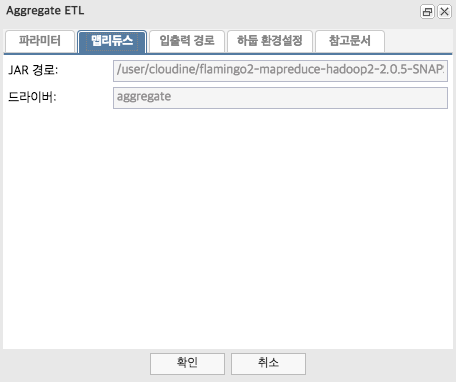 Aggregate ETL
파라미터 맵리듀스 입출력 경로 하둡 환경설정 참고문서
JAR 경로: /user/cloudine/flamingo2-mapreduce-hadoop2-2.0.5-SNAP
드라이버: aggregate
확인 취소